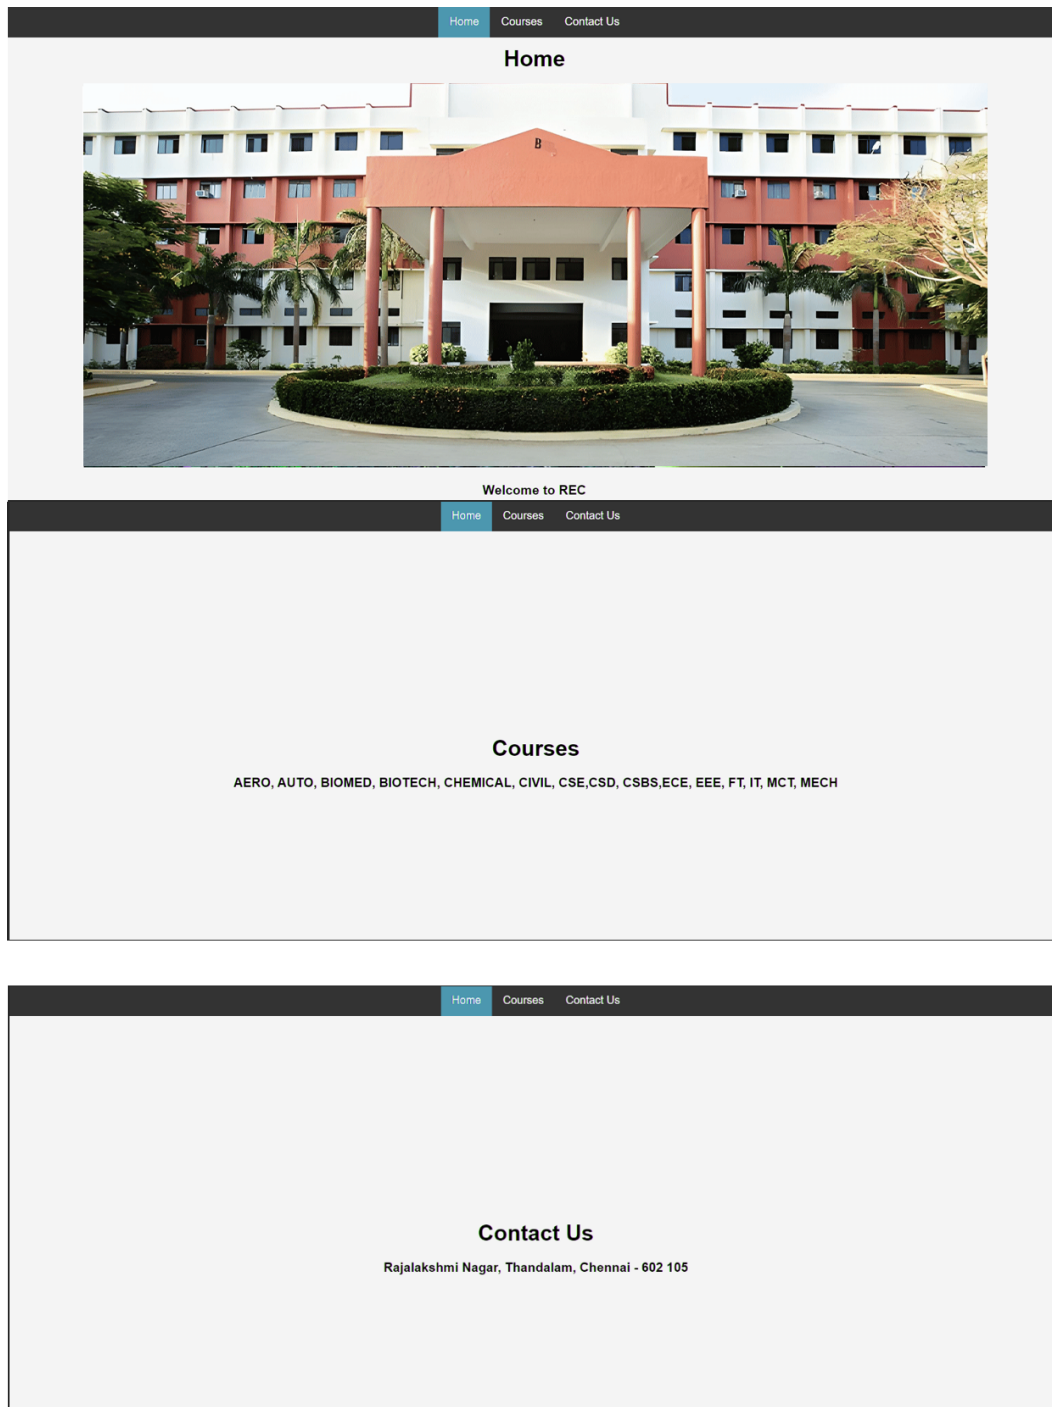 Home Courses Contact Us
Home
B
Welcome to REC
Home Courses Contact Us
Courses
AERO, AUTO, BIOMED, BIOTECH, CHEMICAL, CIVIL, CSE,CSD, CSBS,ECE, EEE, FT, IT, MCT, MECH
Home Courses Contact Us
Contact Us
Rajalakshmi Nagar, Thandalam, Chennai - 602 105